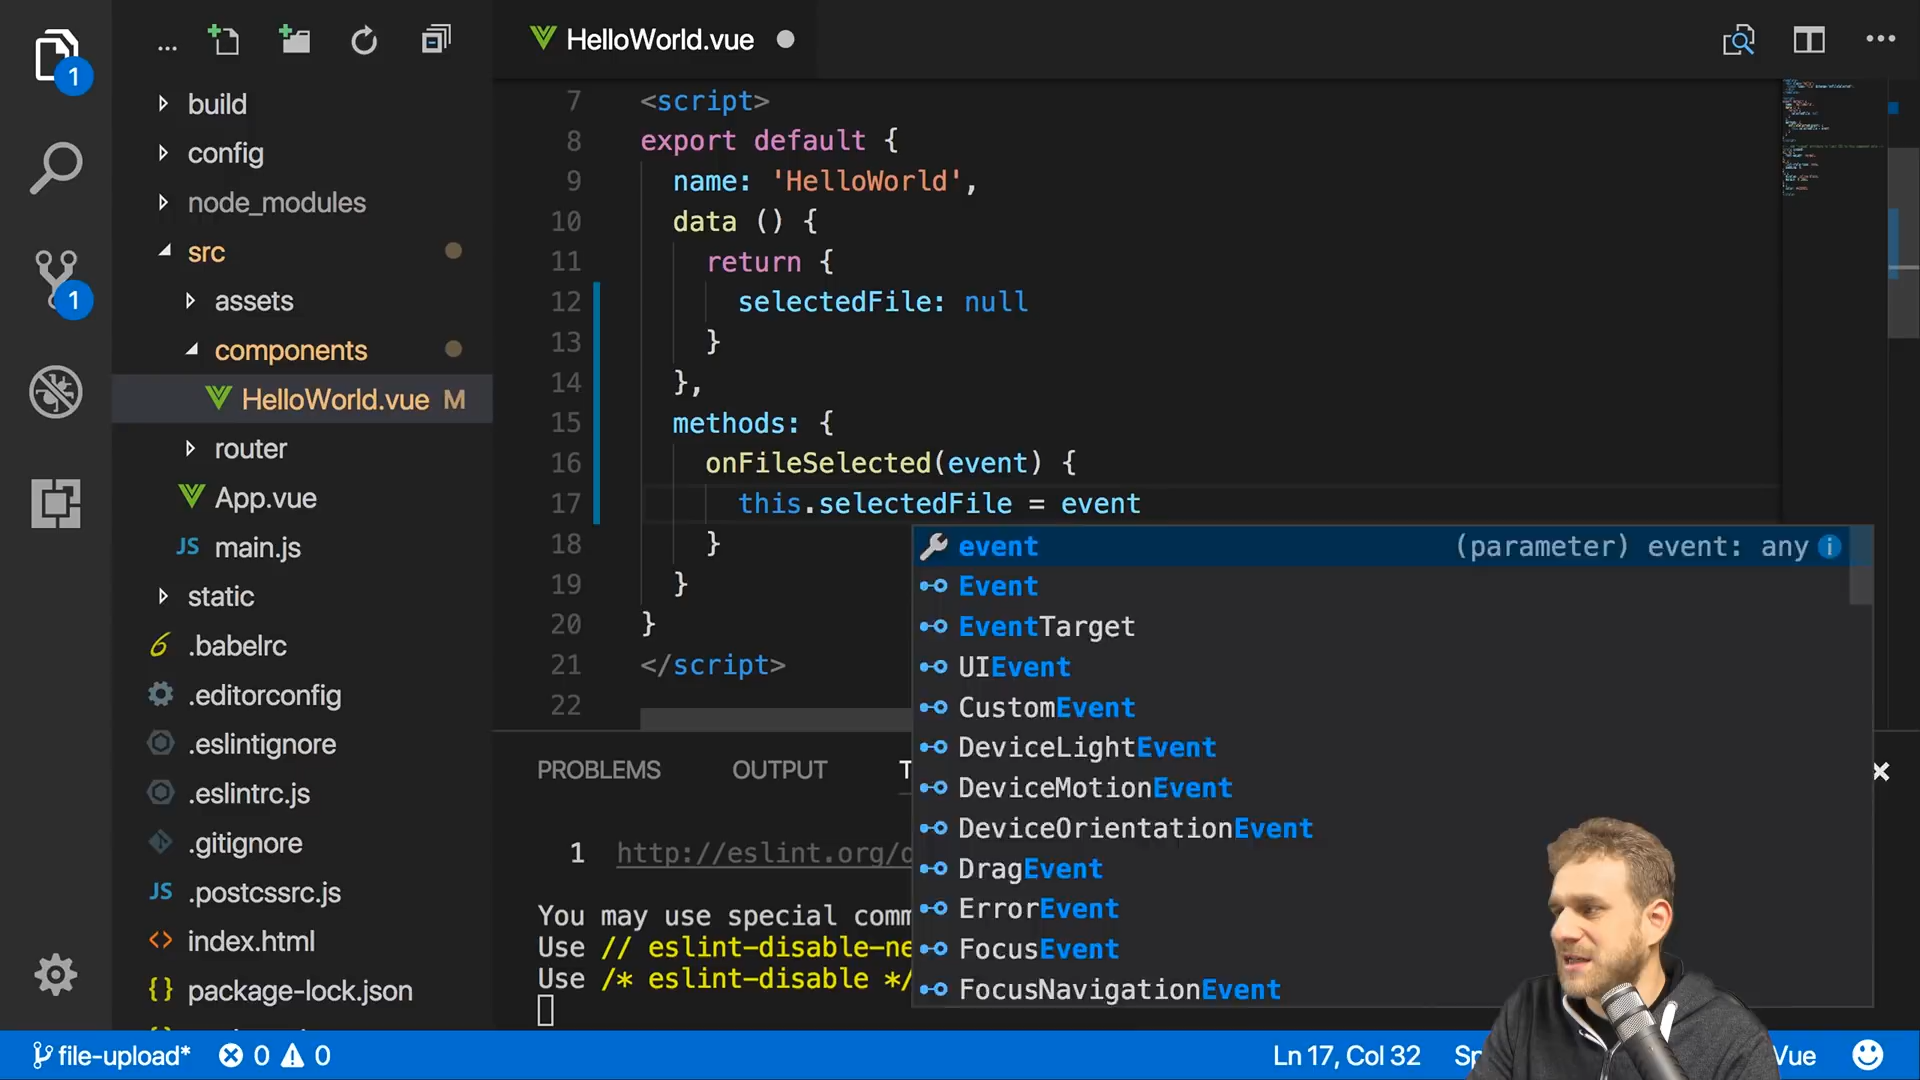 ...
HelloWorld.vue
1
build
config
node_modules
src
assets
components
HelloWorld.vue M
router
App.vue
JS main.js
static
.babelrc
.editorconfig
.eslintignore
.eslintrc.js
.gitignore
JS .postcssrc.js
index.html
package-lock.json
1
7 <script>
8 export default {
9 name: 'HelloWorld',
10 data () {
11 return {
12 selectedFile: null
13 }
14 },
15 methods: {
16 onFileSelected(event) {
17 this.selectedFile = event
18 }
19 }
20 }
21 </script>
22
event (parameter) event: any
Event
EventTarget
UIEvent
CustomEvent
DeviceLightEvent
DeviceMotionEvent
DeviceOrientationEvent
DragEvent
ErrorEvent
FocusEvent
FocusNavigationEvent
PROBLEMS OUTPUT T
1 http://eslint.org/d
You may use special comm
Use // eslint-disable-ne
Use /* eslint-disable */
file-upload* 0 0 Ln 17, Col 32 Sp Vue